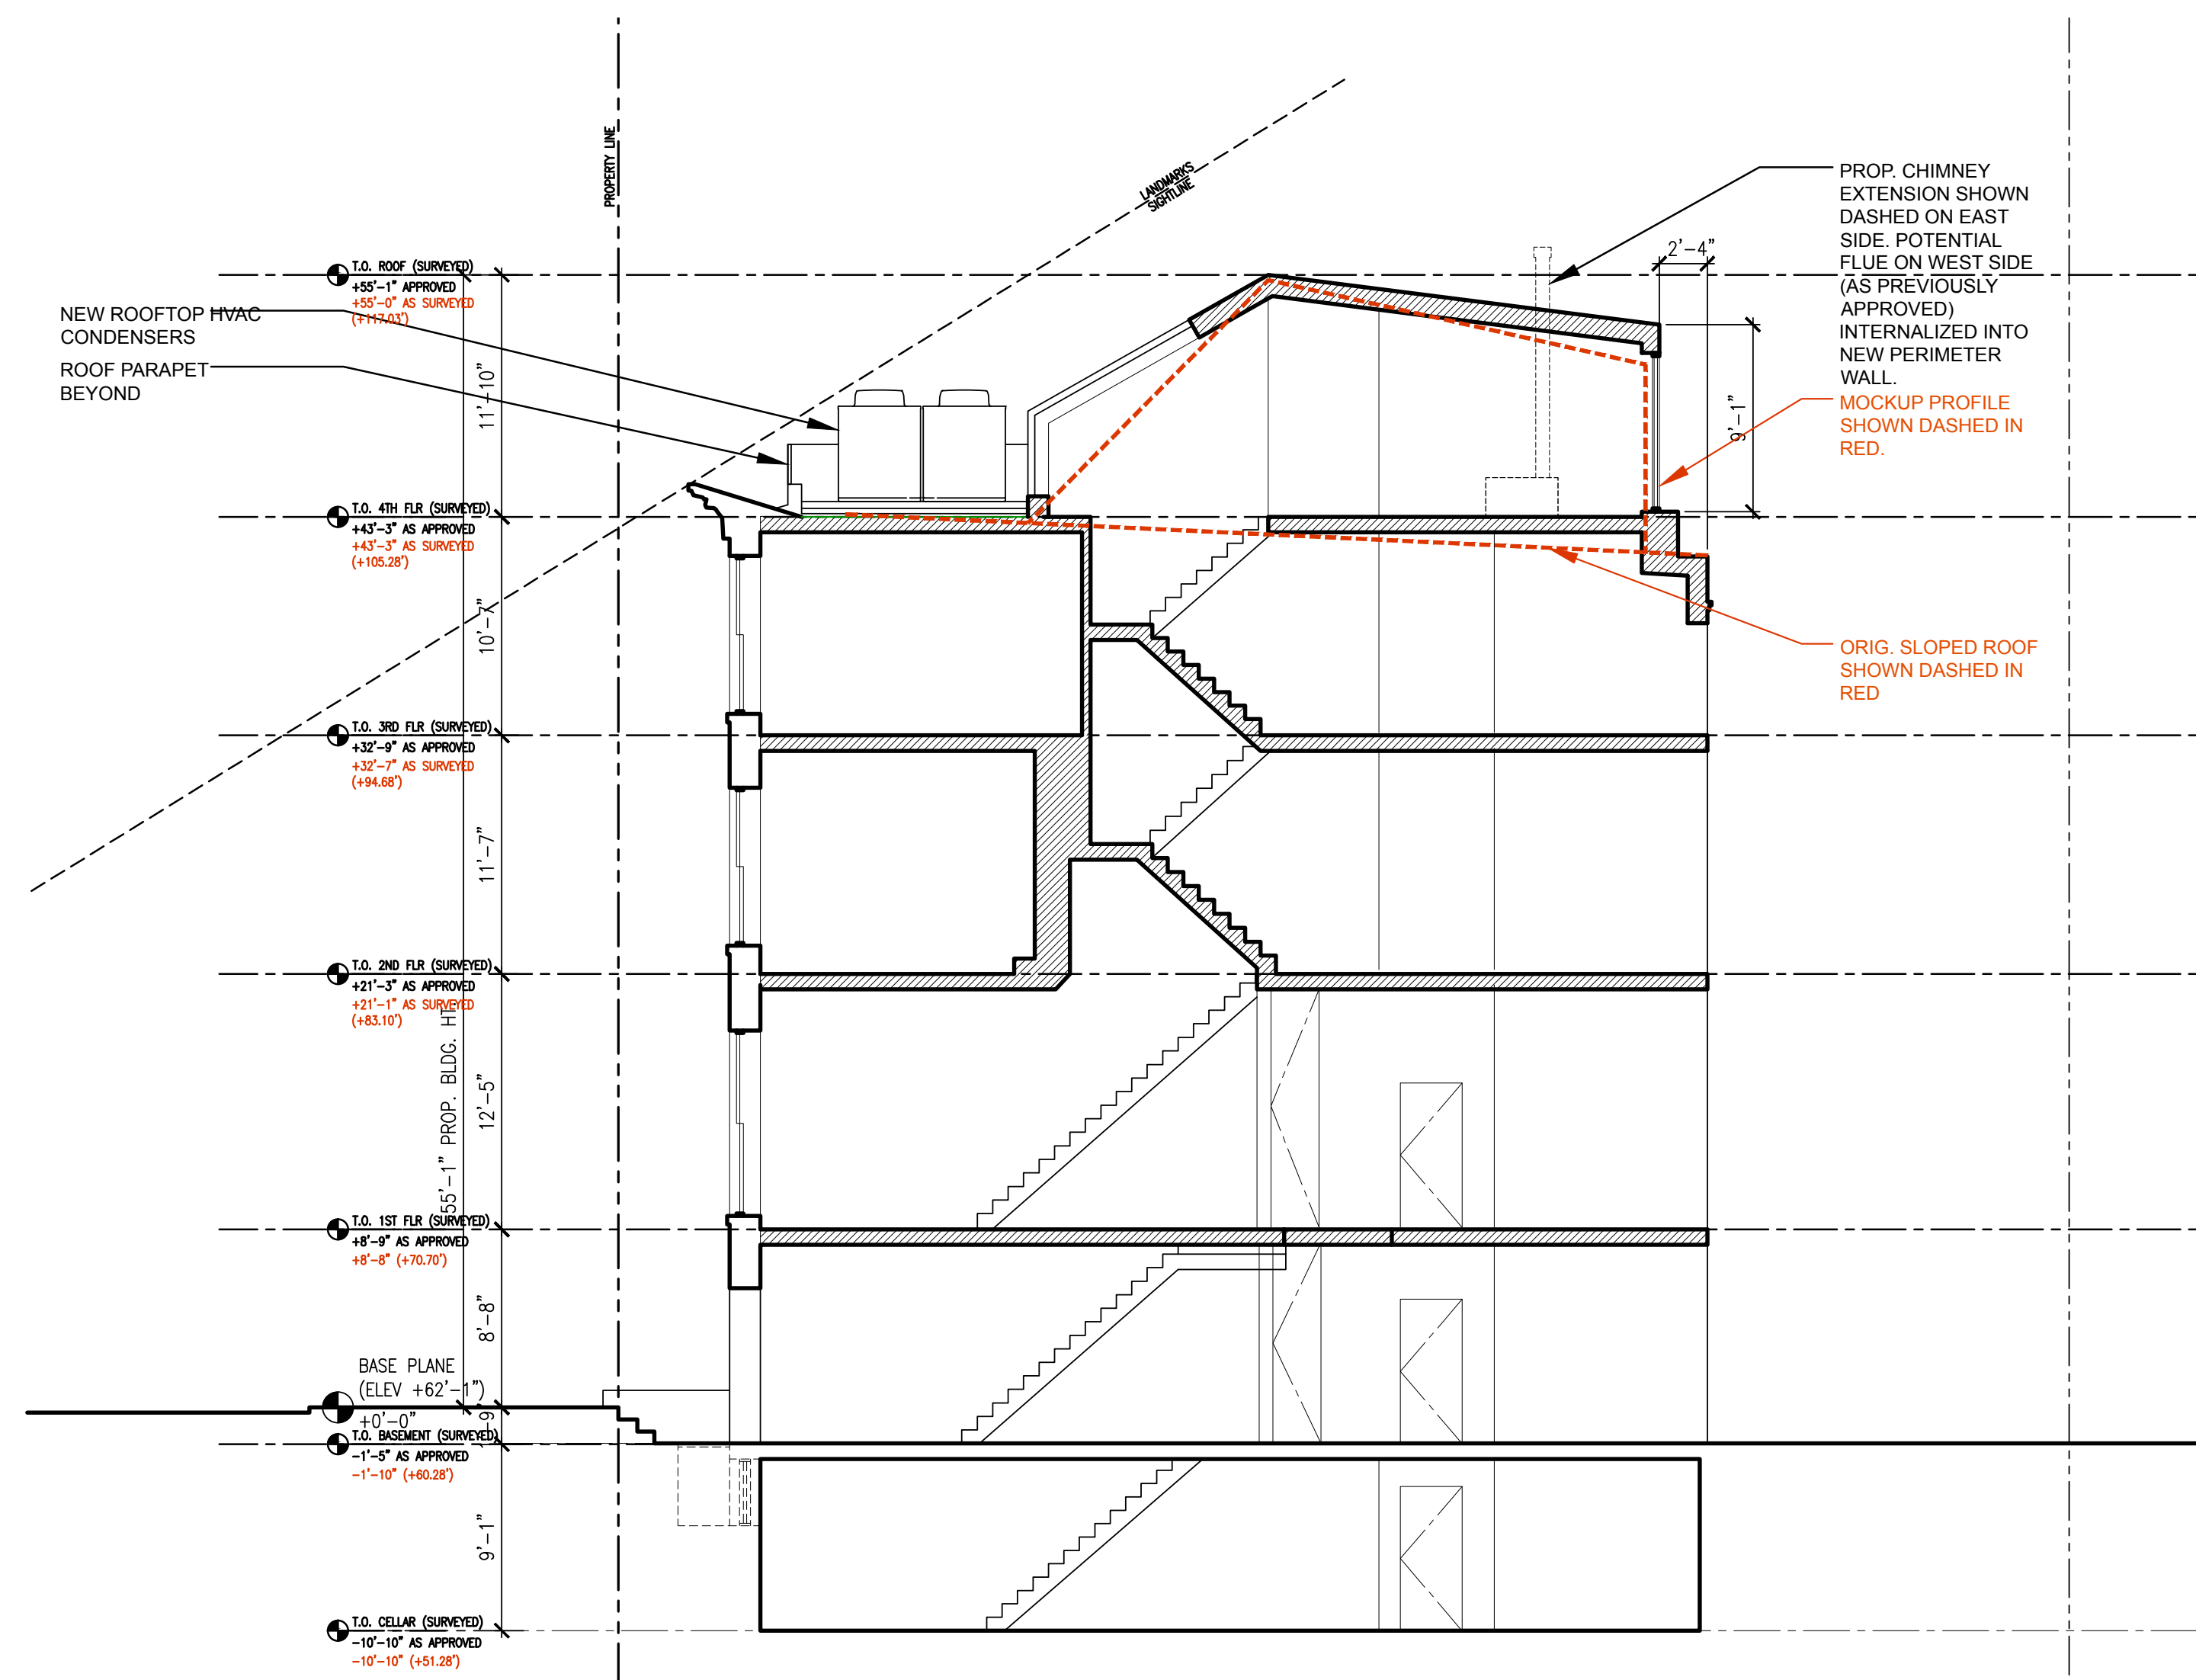 PROPERTY LINE
LANDMARKS
SIGHTLINE
PROP. CHIMNEY
EXTENSION SHOWN
DASHED ON EAST
SIDE. POTENTIAL
FLUE ON WEST SIDE
(AS PREVIOUSLY
APPROVED)
INTERNALIZED INTO
NEW PERIMETER
WALL.
2'-4"
T.O. ROOF (SURVEYED)
+55'-1" APPROVED
+55'-0" AS SURVEYED
(+117.03')
NEW ROOFTOP HVAC
CONDENSERS
ROOF PARAPET
BEYOND
11'-10"
9'-1"
MOCKUP PROFILE
SHOWN DASHED IN
RED.
T.O. 4TH FLR (SURVEYED)
+43'-3" AS APPROVED
+43'-3" AS SURVEYED
(+105.28')
10'-7"
ORIG. SLOPED ROOF
SHOWN DASHED IN
RED
T.O. 3RD FLR (SURVEYED)
+32'-9" AS APPROVED
+32'-7" AS SURVEYED
(+94.68')
11'-7"
T.O. 2ND FLR (SURVEYED)
+21'-3" AS APPROVED
+21'-1" AS SURVEYED
(+83.10')
55'-1" PROP. BLDG. HT.
12'-5"
T.O. 1ST FLR (SURVEYED)
+8'-9" AS APPROVED
+8'-8" (+70.70')
8'-8"
BASE PLANE
(ELEV +62'-1")
+0'-0"
T.O. BASEMENT (SURVEYED)
-1'-5" AS APPROVED
-1'-10" (+60.28')
9'-1"
T.O. CELLAR (SURVEYED)
-10'-10" AS APPROVED
-10'-10" (+51.28')